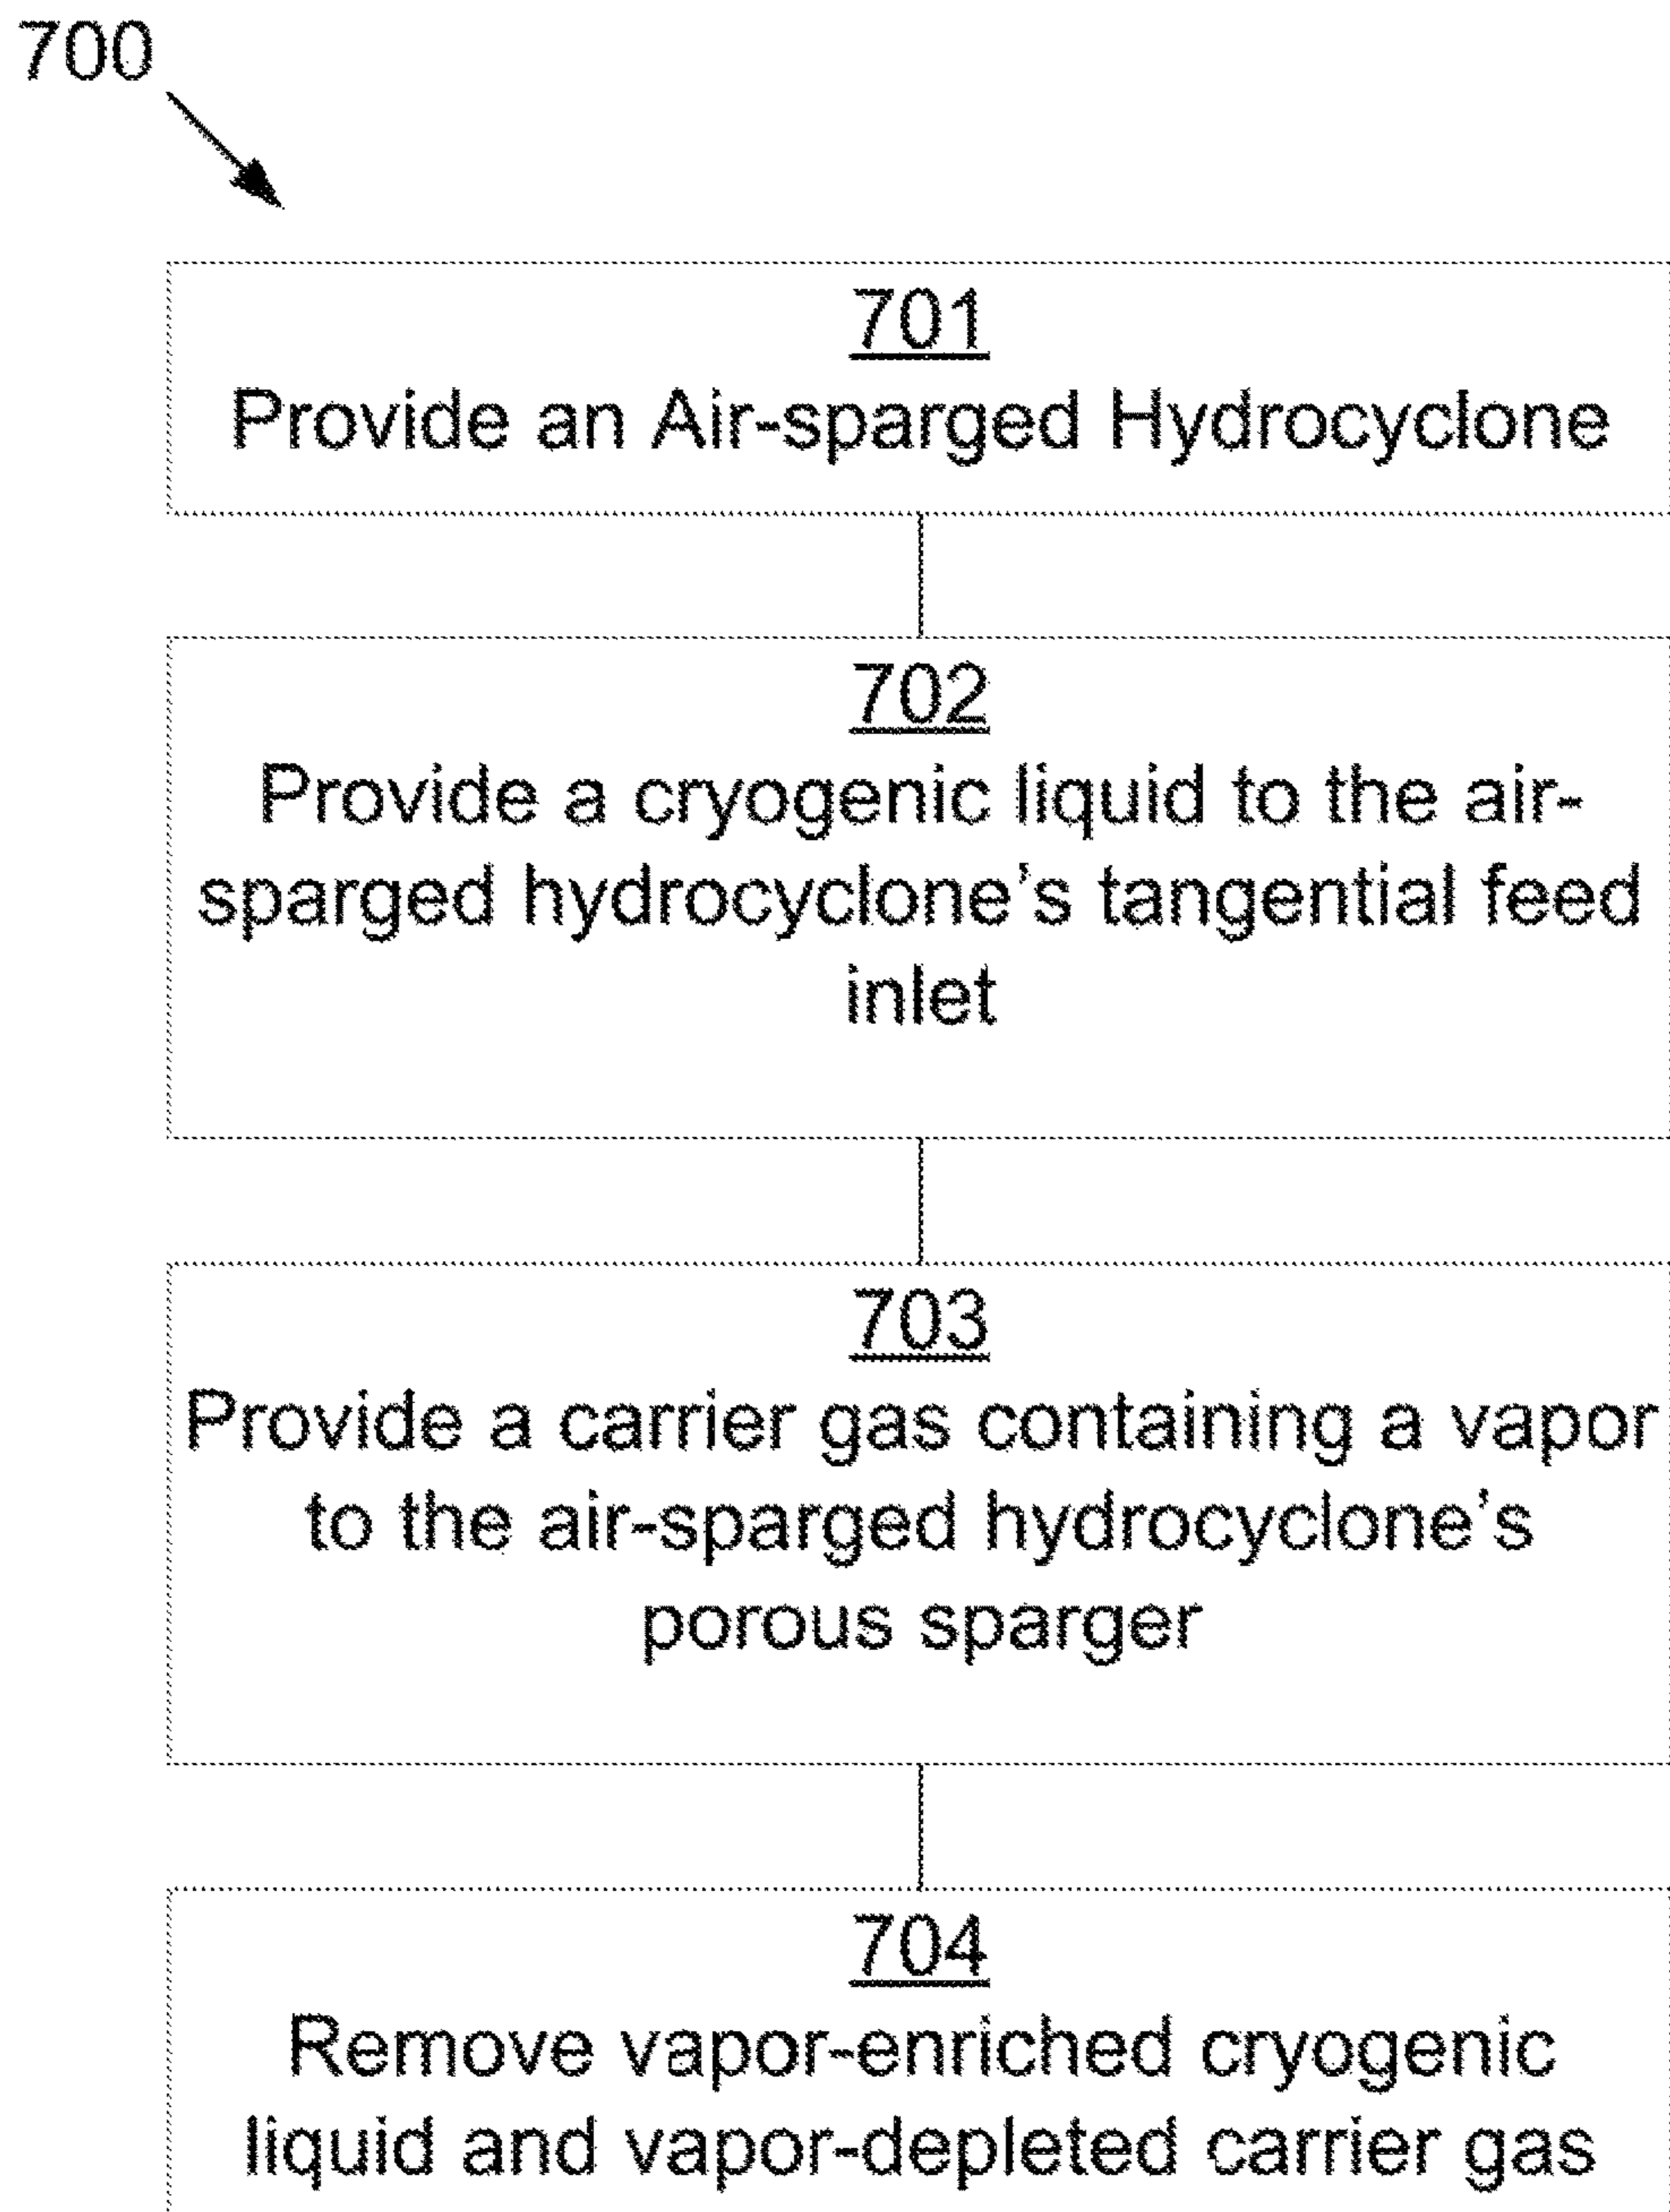 700
701
Provide an Air-sparged Hydrocyclone
702
Provide a cryogenic liquid to the air-
sparged hydrocyclone’s tangential feed
inlet
703
Provide a carrier gas containing a vapor
to the air-sparged hydrocyclone’s
porous sparger
704
Remove vapor-enriched cryogenic
liquid and vapor-depleted carrier gas